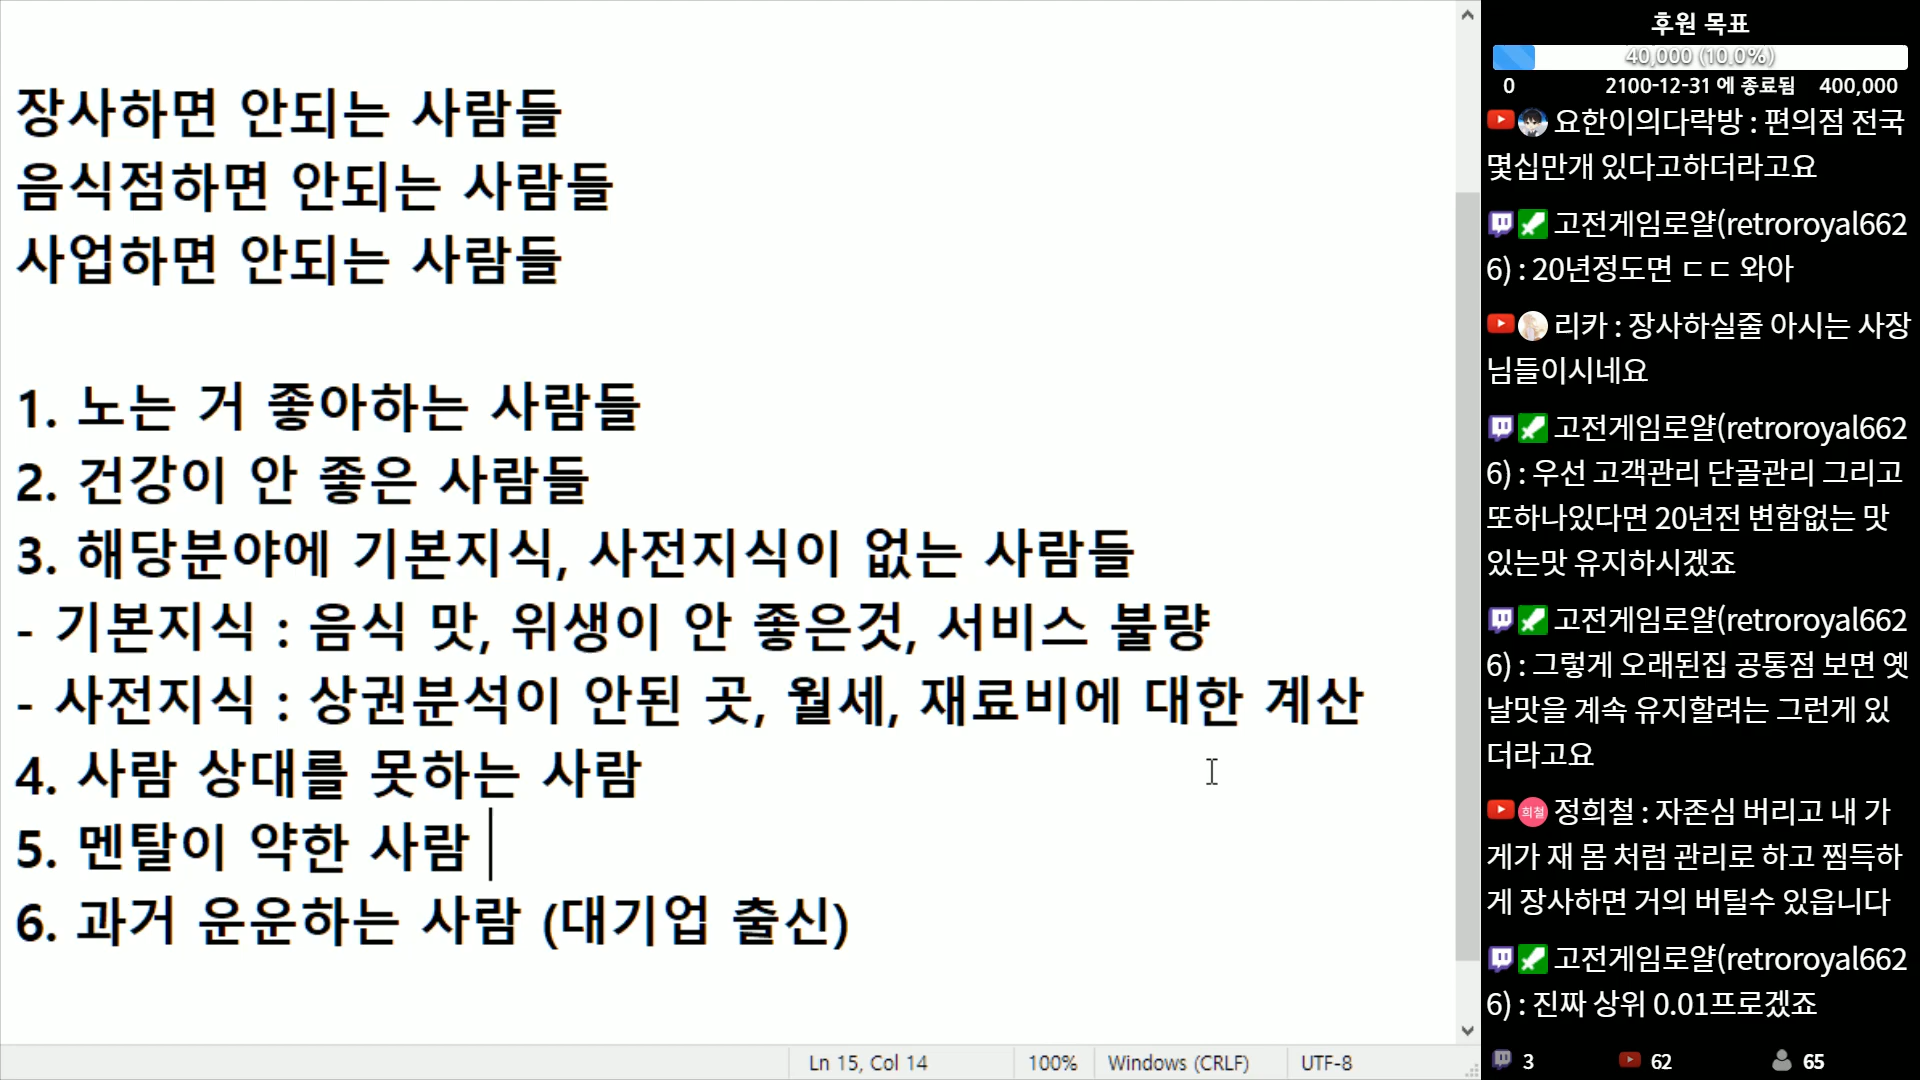 장사하면 안되는 사람들
음식점하면 안되는 사람들
사업하면 안되는 사람들
1. 노는 거 좋아하는 사람들
2. 건강이 안 좋은 사람들
3. 해당분야에 기본지식, 사전지식이 없는 사람들
- 기본지식 : 음식 맛, 위생이 안 좋은것, 서비스 불량
- 사전지식 : 상권분석이 안된 곳, 월세, 재료비에 대한 계산
4. 사람 상대를 못하는 사람
5. 멘탈이 약한 사람
6. 과거 운운하는 사람 (대기업 출신)
Ln 15, Col 14
100%
Windows (CRLF)
UTF-8
후원 목표
40,000 (10.0%)
0 2100-12-31 에 종료됨 400,000
요한이의다락방 : 편의점 전국
몇십만개 있다고하더라고요
고전게임로얄(retroroyal662
6) : 20년정도면 ㄷㄷ 와아
리카 : 장사하실줄 아시는 사장
님들이시네요
고전게임로얄(retroroyal662
6) : 우선 고객관리 단골관리 그리고
또하나있다면 20년전 변함없는 맛
있는맛 유지하시겠죠
고전게임로얄(retroroyal662
6) : 그렇게 오래된집 공통점 보면 옛
날맛을 계속 유지할려는 그런게 있
더라고요
희철
정희철 : 자존심 버리고 내 가
게가 재 몸 처럼 관리로 하고 찜득하
게 장사하면 거의 버틸수 있읍니다
고전게임로얄(retroroyal662
6) : 진짜 상위 0.01프로겠죠
3 62 65